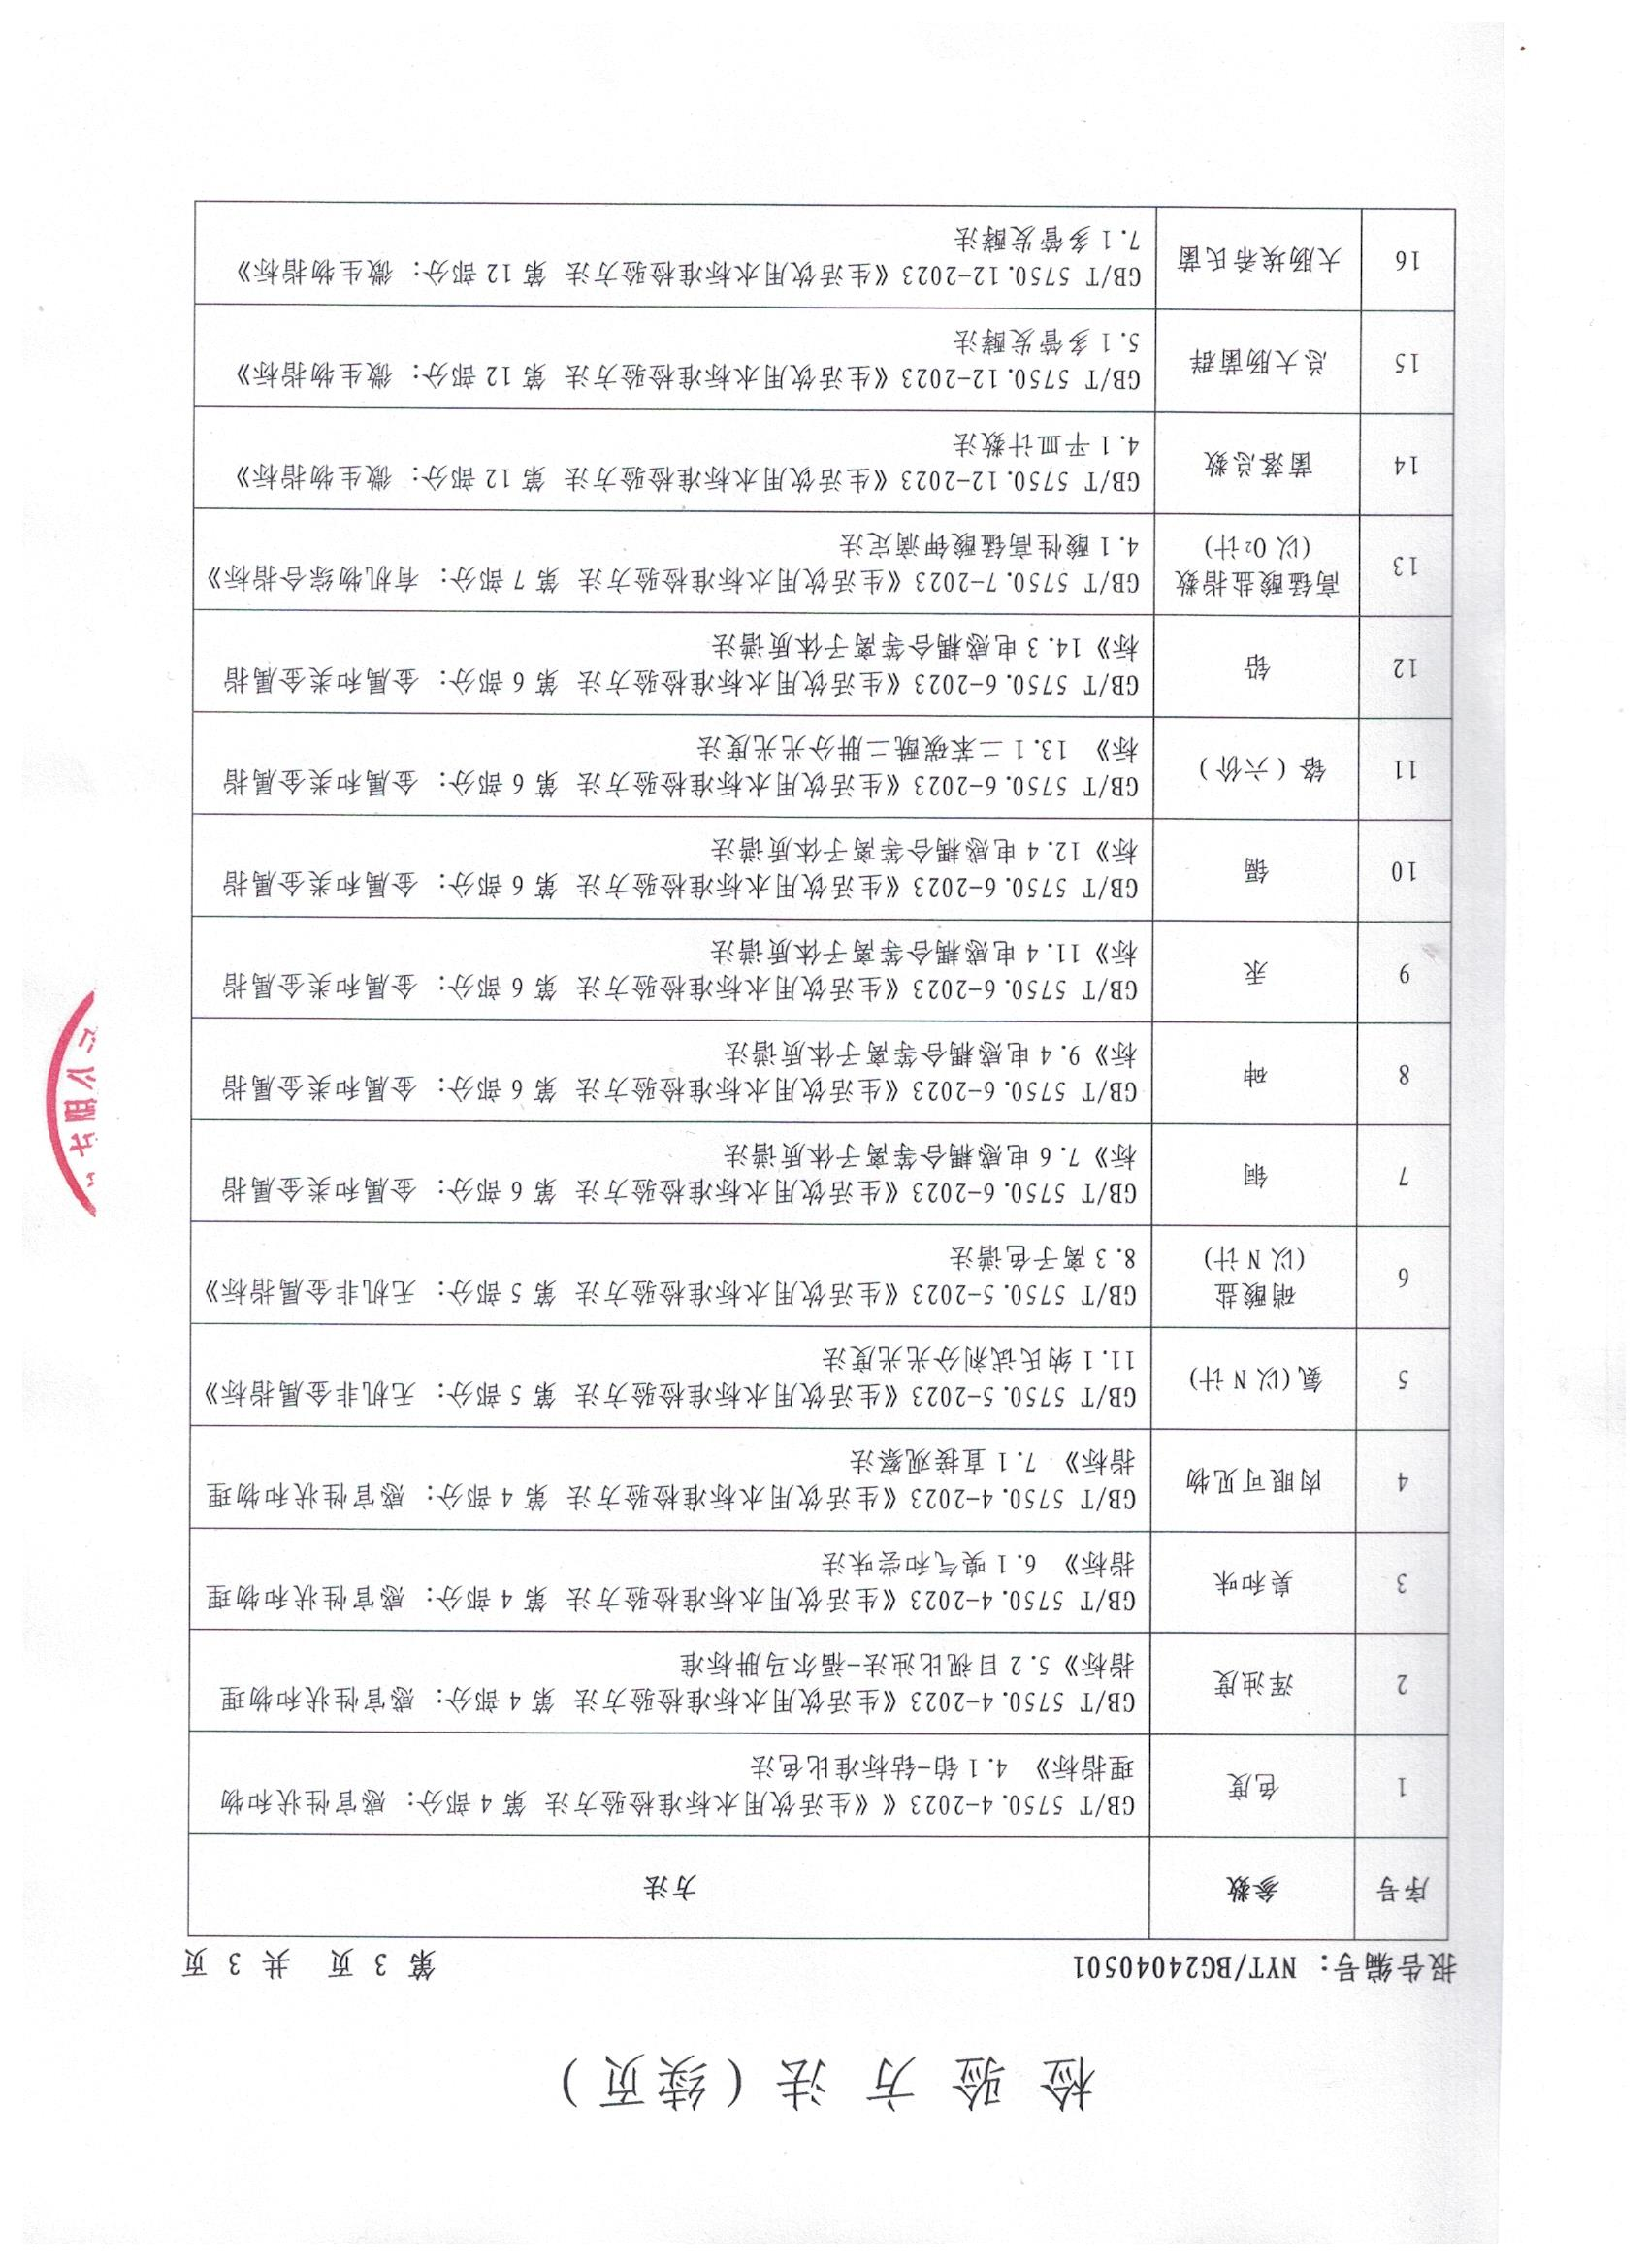 检 验 方 法（续页）
报告编号：NYT/BG24040501 第 3 页 共 3 页
序号 参数 方法
1 色度 GB/T 5750.4-2023《《生活饮用水标准检验方法 第 4 部分：感官性状和物
理指标》 4.1 铂-钴标准比色法
2 浑浊度 GB/T 5750.4-2023《生活饮用水标准检验方法 第 4 部分：感官性状和物理
指标》5.2 目视比浊法-福尔马肼标准
3 臭和味 GB/T 5750.4-2023《生活饮用水标准检验方法 第 4 部分：感官性状和物理
指标》 6.1 嗅气和尝味法
4 肉眼可见物 GB/T 5750.4-2023《生活饮用水标准检验方法 第 4 部分：感官性状和物理
指标》 7.1 直接观察法
5 氨(以 N 计) GB/T 5750.5-2023《生活饮用水标准检验方法 第 5 部分：无机非金属指标》
11.1 纳氏试剂分光光度法
6 硝酸盐
(以 N 计)
GB/T 5750.5-2023《生活饮用水标准检验方法 第 5 部分：无机非金属指标》
8.3 离子色谱法
7 铜 GB/T 5750.6-2023《生活饮用水标准检验方法 第 6 部分：金属和类金属指
标》7.6 电感耦合等离子体质谱法
8 砷 GB/T 5750.6-2023《生活饮用水标准检验方法 第 6 部分：金属和类金属指
标》9.4 电感耦合等离子体质谱法
9 汞 GB/T 5750.6-2023《生活饮用水标准检验方法 第 6 部分：金属和类金属指
标》11.4 电感耦合等离子体质谱法
10 镉 GB/T 5750.6-2023《生活饮用水标准检验方法 第 6 部分：金属和类金属指
标》12.4 电感耦合等离子体质谱法
11 铬（六价） GB/T 5750.6-2023《生活饮用水标准检验方法 第 6 部分：金属和类金属指
标》 13.1 二苯碳酰二肼分光光度法
12 铅 GB/T 5750.6-2023《生活饮用水标准检验方法 第 6 部分：金属和类金属指
标》14.3 电感耦合等离子体质谱法
13 高锰酸盐指数
(以 O₂计)
GB/T 5750.7-2023《生活饮用水标准检验方法 第 7 部分：有机物综合指标》
4.1 酸性高锰酸钾滴定法
14 菌落总数 GB/T 5750.12-2023《生活饮用水标准检验方法 第 12 部分：微生物指标》
4.1 平皿计数法
15 总大肠菌群 GB/T 5750.12-2023《生活饮用水标准检验方法 第 12 部分：微生物指标》
5.1 多管发酵法
16 大肠埃希氏菌 GB/T 5750.12-2023《生活饮用水标准检验方法 第 12 部分：微生物指标》
7.1 多管发酵法